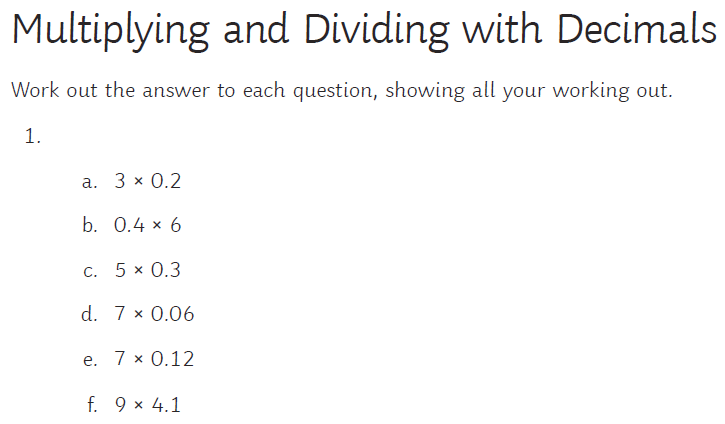 Multiplying and Dividing with Decimals
Work out the answer to each question, showing all your working out.
1.
a. 3 × 0.2
b. 0.4 × 6
c. 5 × 0.3
d. 7 × 0.06
e. 7 × 0.12
f. 9 × 4.1